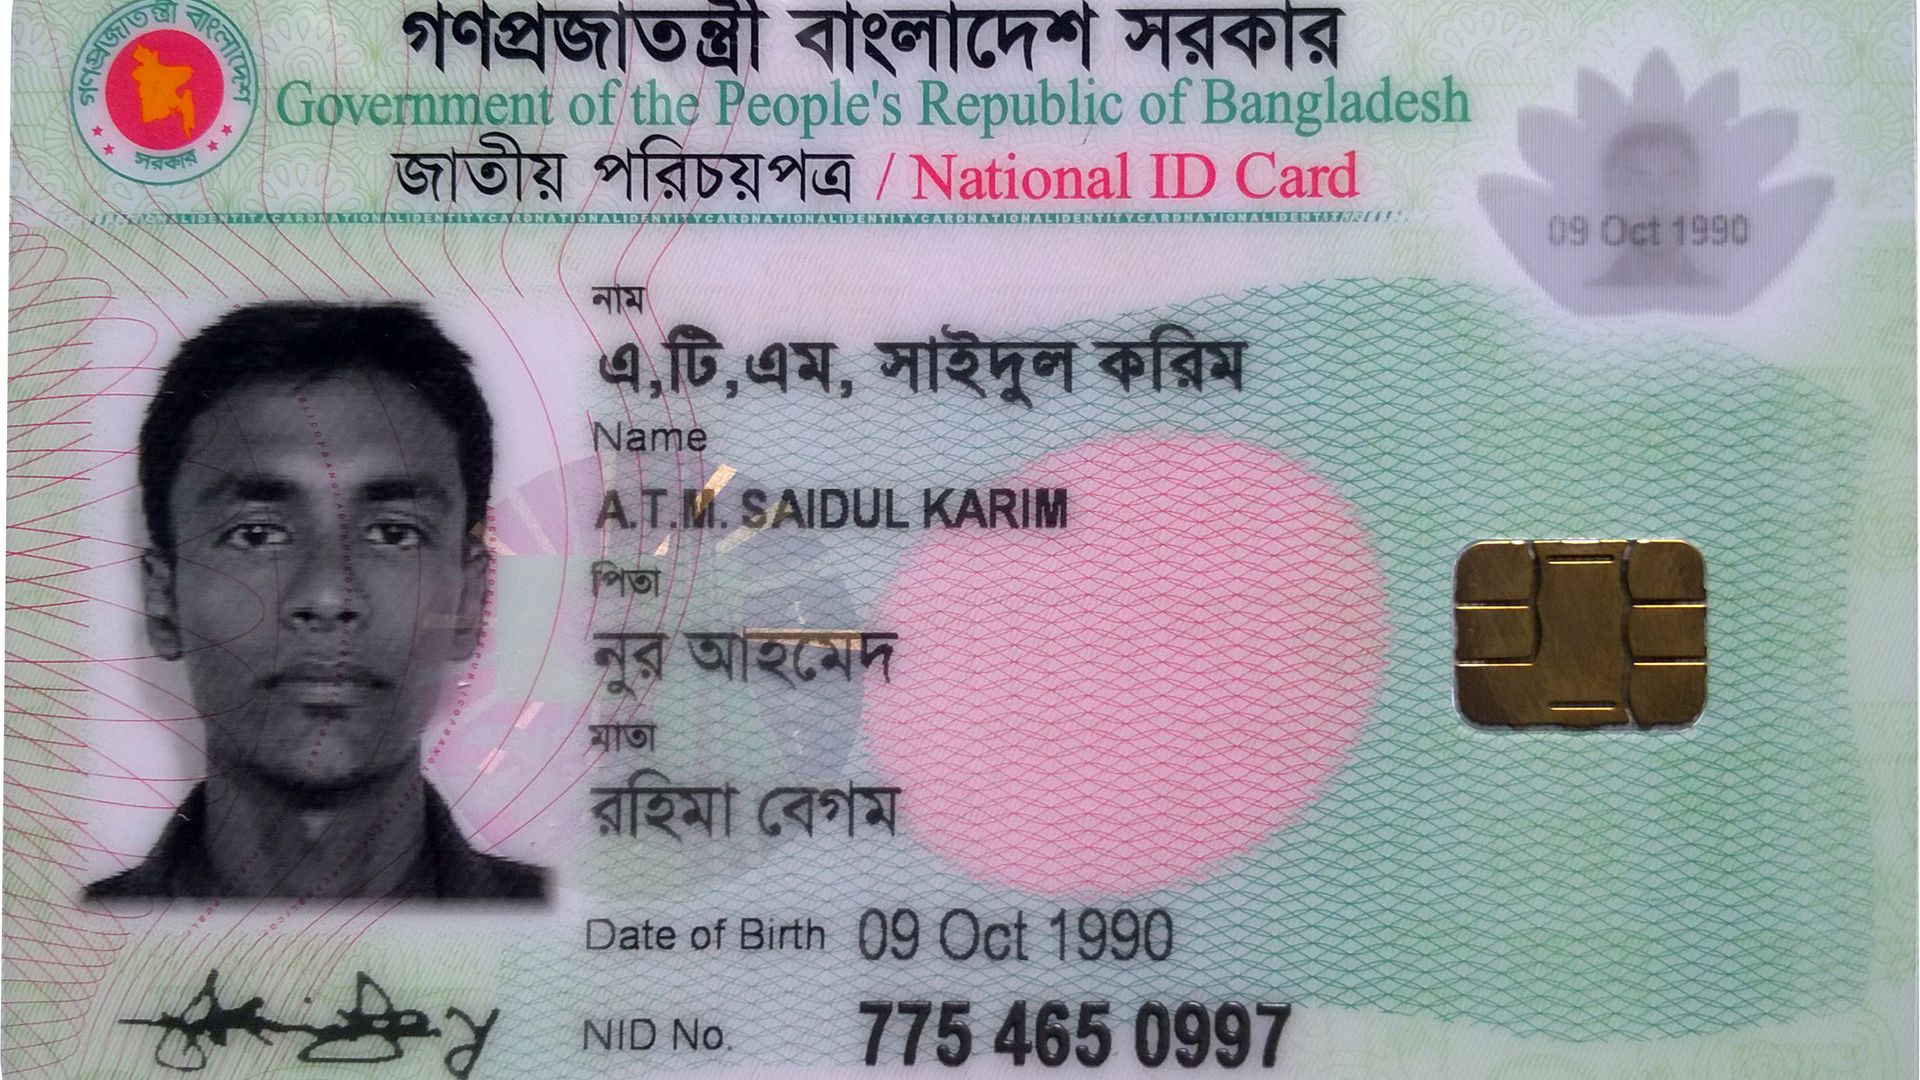 গণপ্রজাতন্ত্রী বাংলাদেশ
সরকার
গণপ্রজাতন্ত্রী বাংলাদেশ সরকার
Government of the People's Republic of Bangladesh
জাতীয় পরিচয়পত্র / National ID Card
NATIONALIDENTITYCARDNATIONALIDENTITYCARDNATIONALIDENTITYCARDNATIONALIDENTITYCARDNATIONALIDENTIT
09 Oct 1990
নাম
এ,টি,এম, সাইদুল করিম
Name
A.T.M. SAIDUL KARIM
পিতা
নুর আহমেদ
মাতা
রহিমা বেগম
Date of Birth 09 Oct 1990
NID No. 775 465 0997